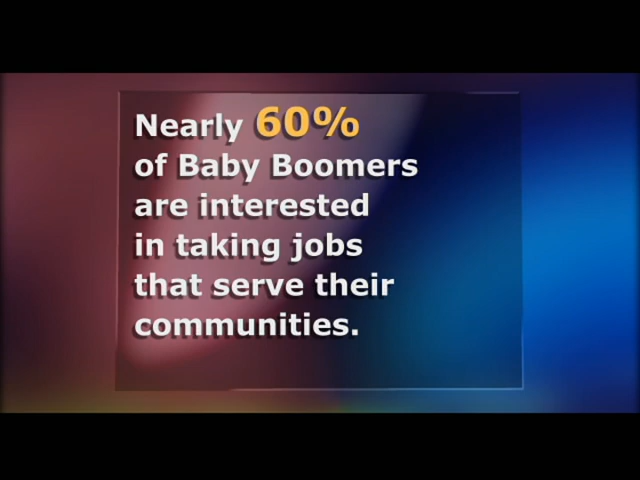 Nearly 60%
of Baby Boomers
are interested
in taking jobs
that serve their
communities.